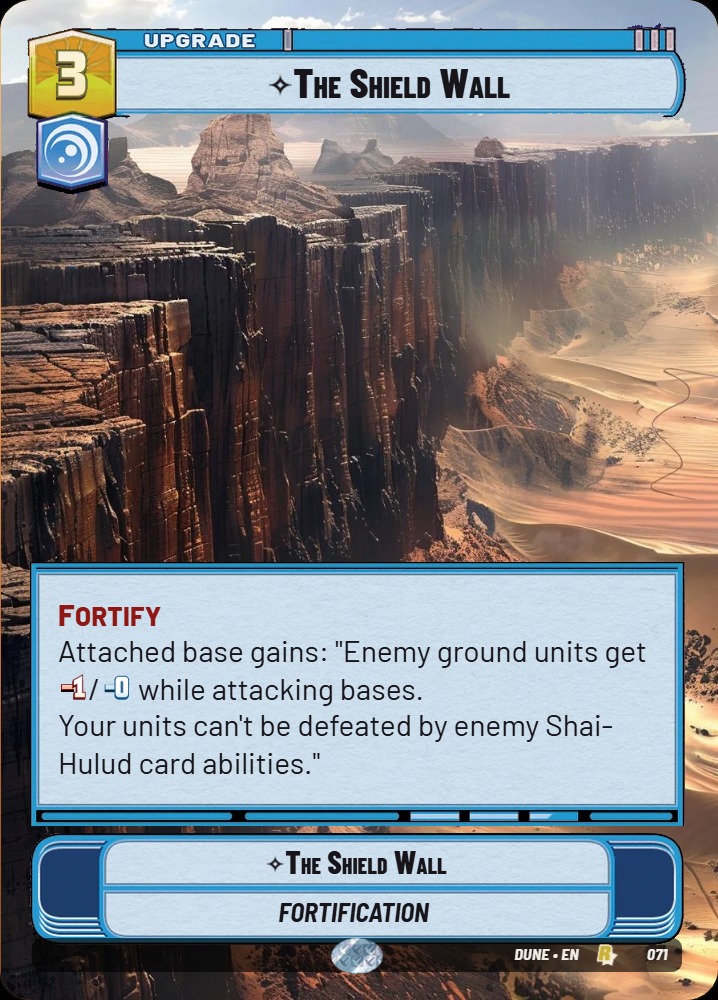 UPGRADE
3
✧The Shield Wall
Fortify
Attached base gains: "Enemy ground units get
-1/-0 while attacking bases.
Your units can't be defeated by enemy Shai-
Hulud card abilities."
✧The Shield Wall
FORTIFICATION
DUNE • EN R 071